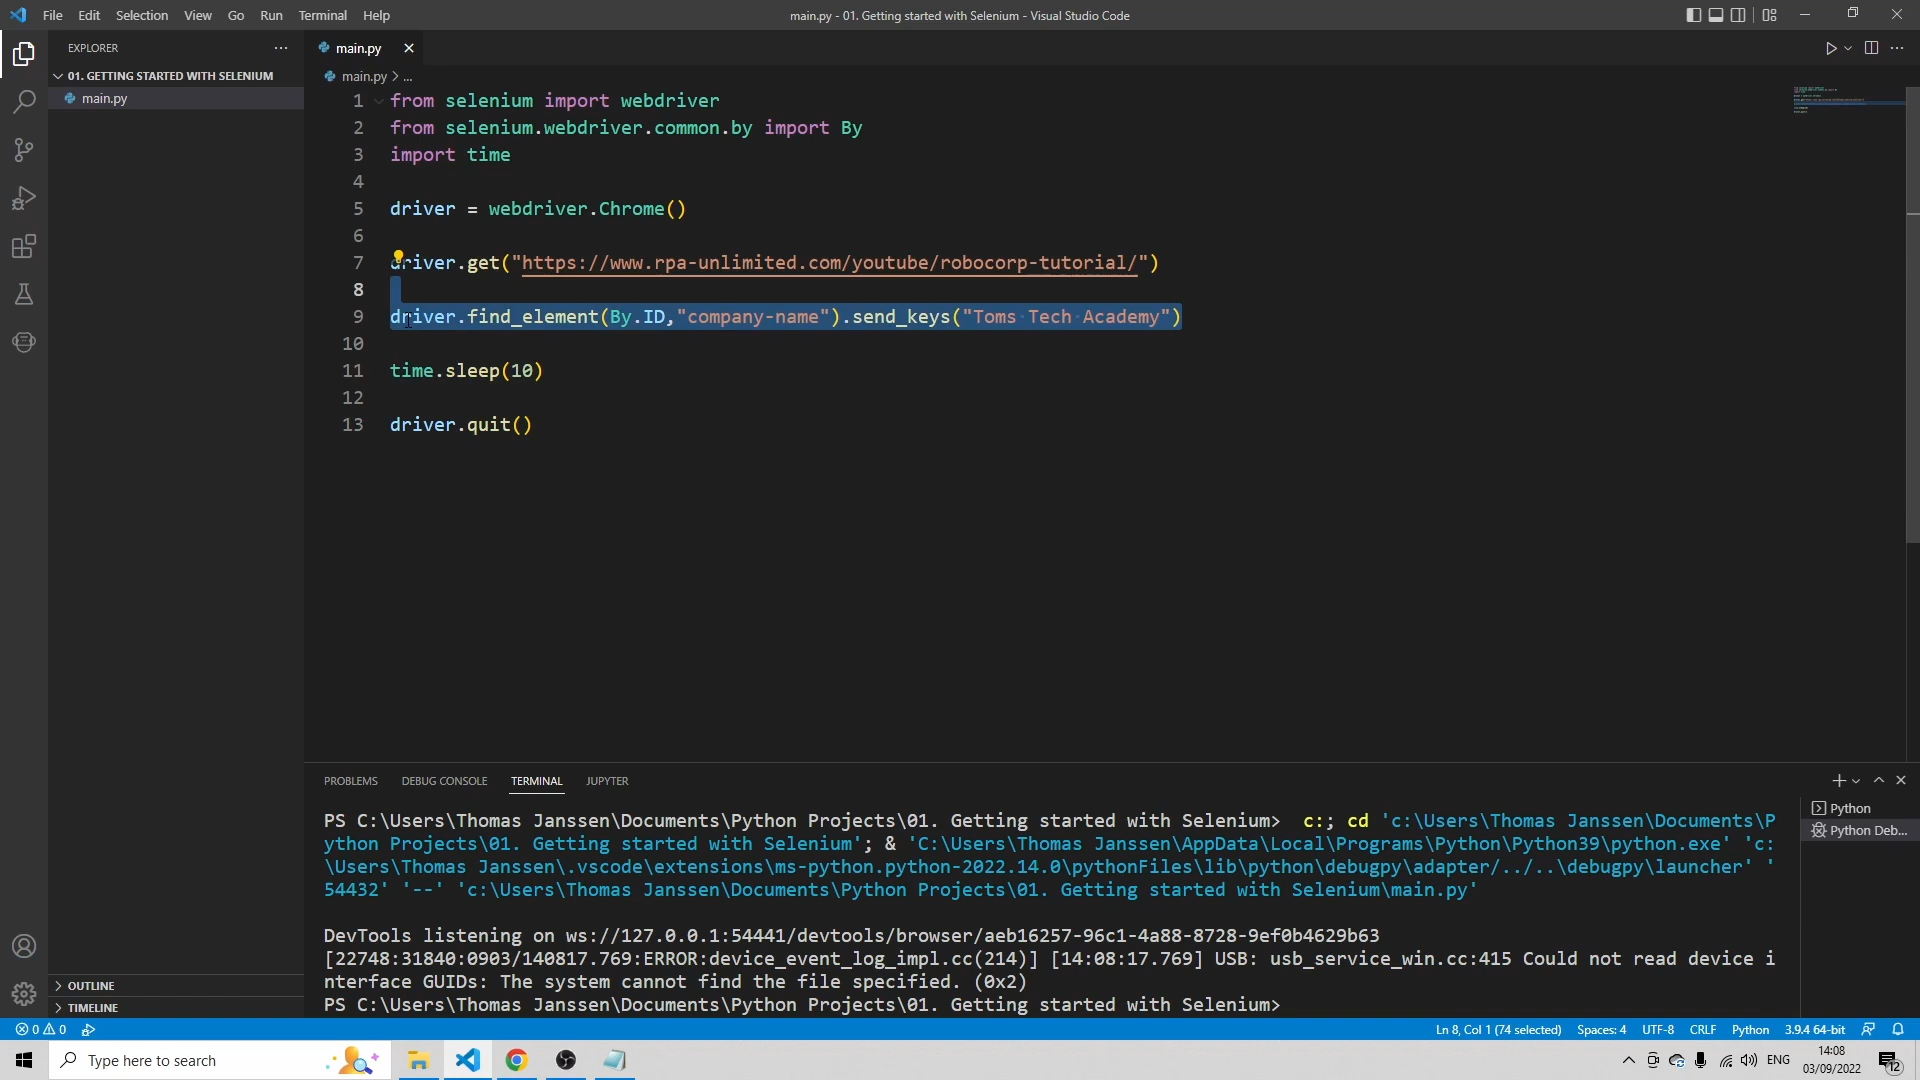 File Edit Selection View Go Run Terminal Help
main.py - 01. Getting started with Selenium - Visual Studio Code
EXPLORER
01. GETTING STARTED WITH SELENIUM
main.py
OUTLINE
TIMELINE
main.py
main.py > ...
1 from selenium import webdriver
2 from selenium.webdriver.common.by import By
3 import time
4
5 driver = webdriver.Chrome()
6
7 driver.get("https://www.rpa-unlimited.com/youtube/robocorp-tutorial/")
8
9 driver.find_element(By.ID,"company-name").send_keys("Toms Tech Academy")
10
11 time.sleep(10)
12
13 driver.quit()
PROBLEMS DEBUG CONSOLE TERMINAL JUPYTER
PS C:\Users\Thomas Janssen\Documents\Python Projects\01. Getting started with Selenium> c:; cd 'c:\Users\Thomas Janssen\Documents\P
ython Projects\01. Getting started with Selenium'; & 'C:\Users\Thomas Janssen\AppData\Local\Programs\Python\Python39\python.exe' 'c:
\Users\Thomas Janssen\.vscode\extensions\ms-python.python-2022.14.0\pythonFiles\lib\python\debugpy\adapter/../..\debugpy\launcher' '
54432' '--' 'c:\Users\Thomas Janssen\Documents\Python Projects\01. Getting started with Selenium\main.py'
DevTools listening on ws://127.0.0.1:54441/devtools/browser/aeb16257-96c1-4a88-8728-9ef0b4629b63
[22748:31840:0903/140817.769:ERROR:device_event_log_impl.cc(214)] [14:08:17.769] USB: usb_service_win.cc:415 Could not read device i
nterface GUIDs: The system cannot find the file specified. (0x2)
PS C:\Users\Thomas Janssen\Documents\Python Projects\01. Getting started with Selenium>
Python
Python Deb...
0 0
Ln 8, Col 1 (74 selected) Spaces: 4 UTF-8 CRLF Python 3.9.4 64-bit
Type here to search
ENG
14:08
03/09/2022
12